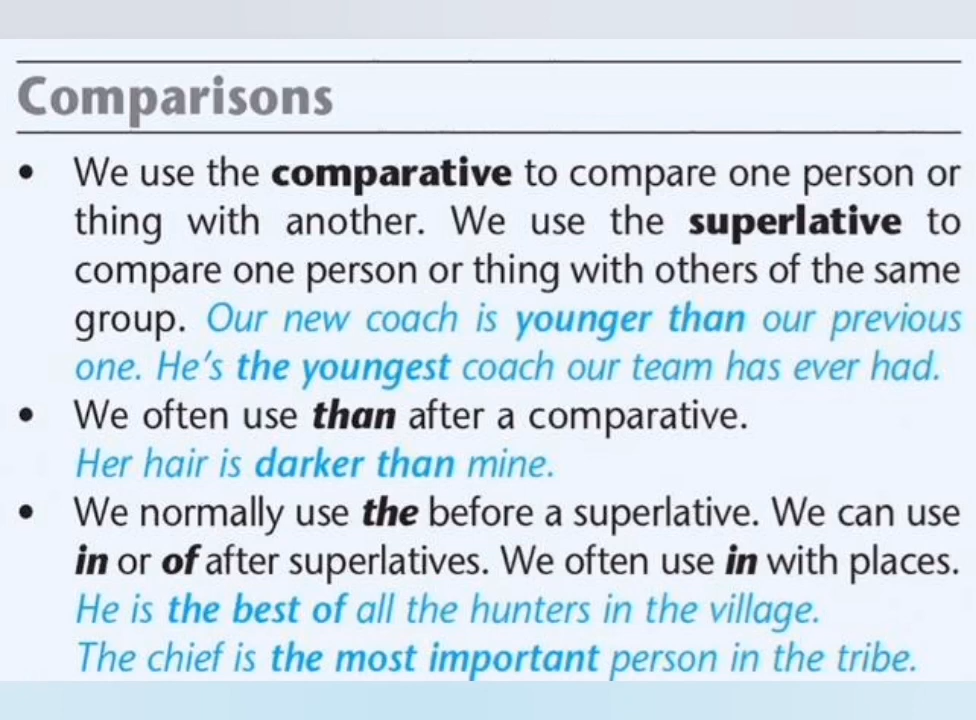 Comparisons
• We use the comparative to compare one person or
thing with another. We use the superlative to
compare one person or thing with others of the same
group. Our new coach is younger than our previous
one. He's the youngest coach our team has ever had.
• We often use than after a comparative.
Her hair is darker than mine.
• We normally use the before a superlative. We can use
in or of after superlatives. We often use in with places.
He is the best of all the hunters in the village.
The chief is the most important person in the tribe.